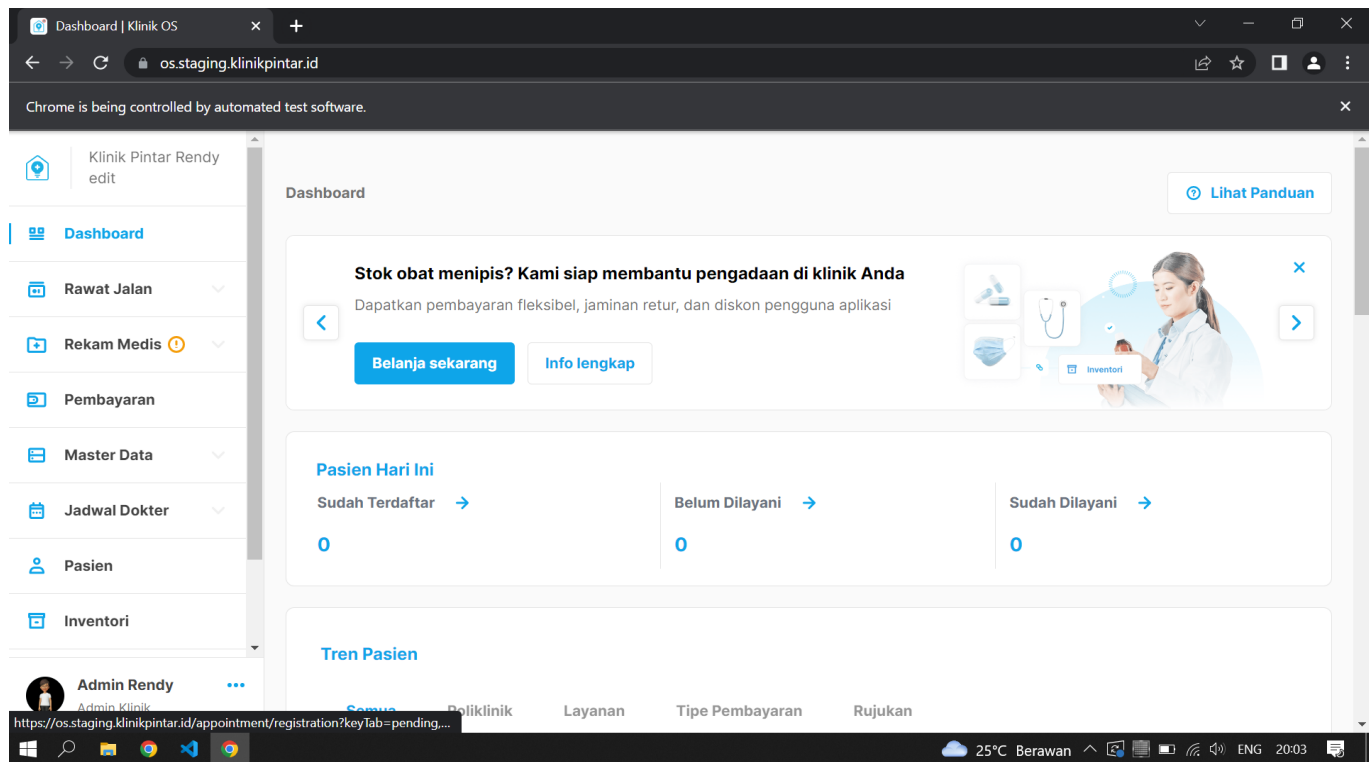 Dashboard | Klinik OS
os.staging.klinikpintar.id
Chrome is being controlled by automated test software.
Klinik Pintar Rendy
edit
Dashboard
Rawat Jalan
Rekam Medis
Pembayaran
Master Data
Jadwal Dokter
Pasien
Inventori
Admin Rendy
Admin Klinik
Dashboard
Lihat Panduan
Stok obat menipis? Kami siap membantu pengadaan di klinik Anda
Dapatkan pembayaran fleksibel, jaminan retur, dan diskon pengguna aplikasi
Belanja sekarang
Info lengkap
Inventori
Pasien Hari Ini
Sudah Terdaftar
Belum Dilayani
Sudah Dilayani
0
0
0
Tren Pasien
Semua
Poliklinik
Layanan
Tipe Pembayaran
Rujukan
https://os.staging.klinikpintar.id/appointment/registration?keyTab=pending,...
25°C Berawan
ENG
20:03